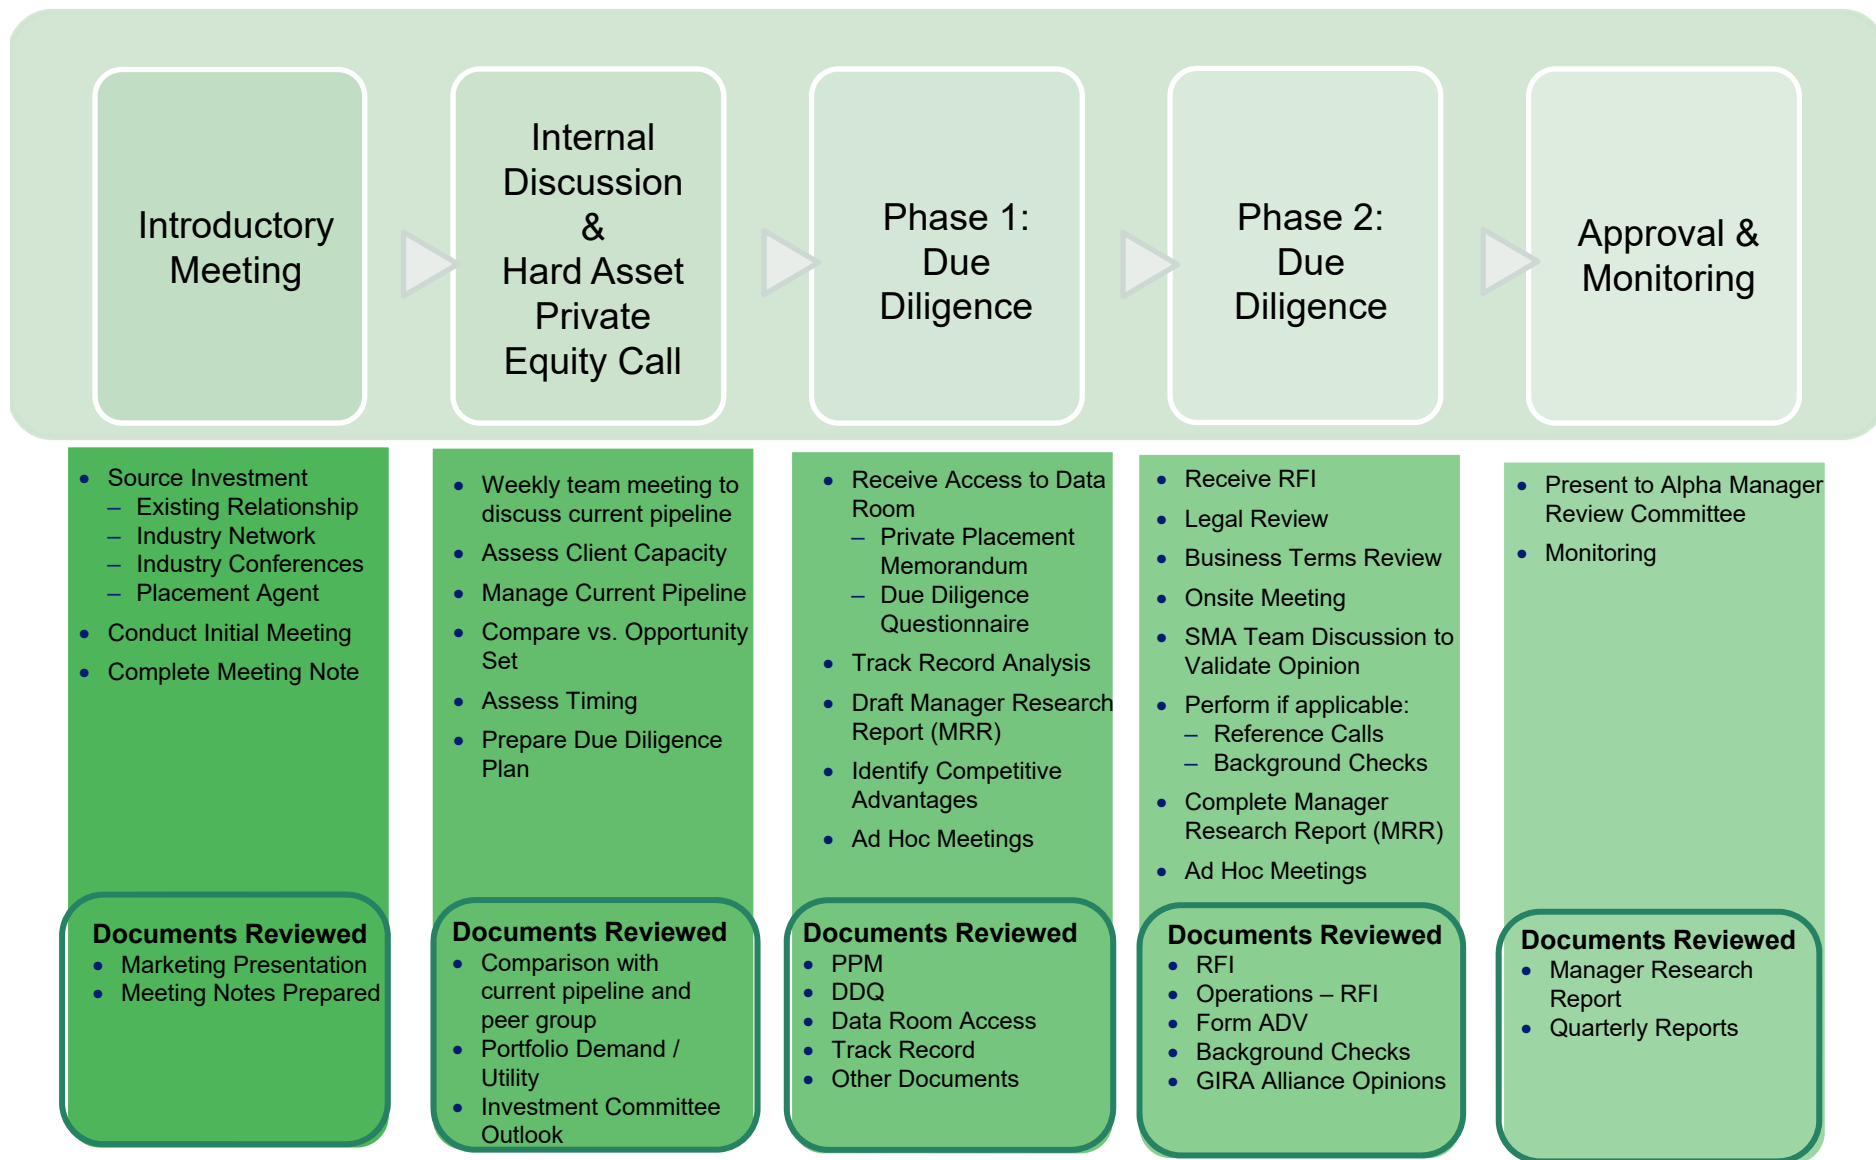 Introductory
Meeting
Internal
Discussion
&
Hard Asset
Private
Equity Call
Phase 1:
Due
Diligence
Phase 2:
Due
Diligence
Approval &
Monitoring
• Source Investment
– Existing Relationship
– Industry Network
– Industry Conferences
– Placement Agent
• Conduct Initial Meeting
• Complete Meeting Note
Documents Reviewed
• Marketing Presentation
• Meeting Notes Prepared
• Weekly team meeting to
discuss current pipeline
• Assess Client Capacity
• Manage Current Pipeline
• Compare vs. Opportunity
Set
• Assess Timing
• Prepare Due Diligence
Plan
Documents Reviewed
• Comparison with
current pipeline and
peer group
• Portfolio Demand /
Utility
• Investment Committee
Outlook
• Receive Access to Data
Room
– Private Placement
Memorandum
– Due Diligence
Questionnaire
• Track Record Analysis
• Draft Manager Research
Report (MRR)
• Identify Competitive
Advantages
• Ad Hoc Meetings
Documents Reviewed
• PPM
• DDQ
• Data Room Access
• Track Record
• Other Documents
• Receive RFI
• Legal Review
• Business Terms Review
• Onsite Meeting
• SMA Team Discussion to
Validate Opinion
• Perform if applicable:
– Reference Calls
– Background Checks
• Complete Manager
Research Report (MRR)
• Ad Hoc Meetings
Documents Reviewed
• RFI
• Operations – RFI
• Form ADV
• Background Checks
• GIRA Alliance Opinions
• Present to Alpha Manager
Review Committee
• Monitoring
Documents Reviewed
• Manager Research
Report
• Quarterly Reports